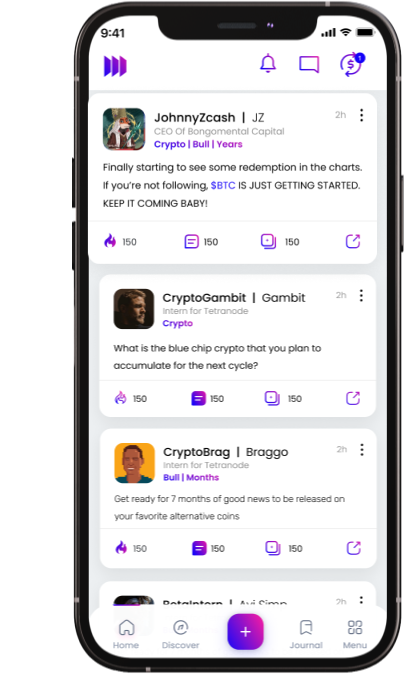 9:41
1
JohnnyZcash | JZ 2h
CEO Of Bongomental Capital
Crypto | Bull | Years
Finally starting to see some redemption in the charts.
If you're not following, $BTC IS JUST GETTING STARTED.
KEEP IT COMING BABY!
150 150 150
CryptoGambit | Gambit 2h
Intern for Tetranode
Crypto
What is the blue chip crypto that you plan to
accumulate for the next cycle?
150 150 150
CryptoBrag | Braggo 2h
Intern for Tetranode
Bull | Months
Get ready for 7 months of good news to be released on
your favorite alternative coins
150 150 150
2h
Home Discover Journal Menu